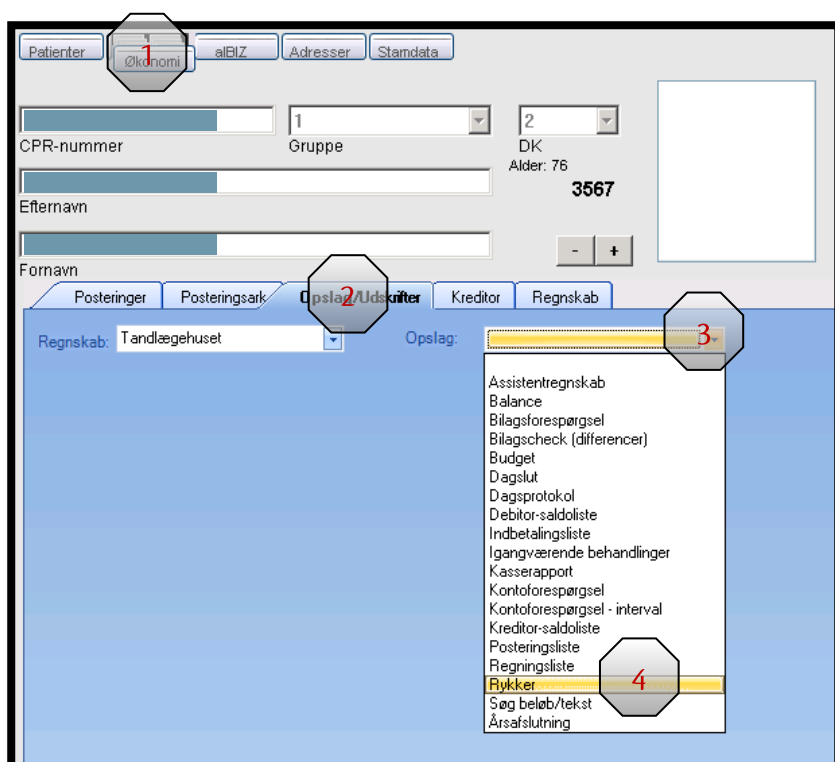 Patienter 1 Økonomi alBIZ Adresser Stamdata
1 2
CPR-nummer Gruppe DK
Alder: 76
3567
Efternavn
- +
Fornavn
Posteringer Posteringsark 2 Opslag/Udskrifter Kreditor Regnskab
Regnskab: Tandlægehuset Opslag: 3
Assistentregnskab
Balance
Bilagsforespørgsel
Bilagscheck (differencer)
Budget
Dagslut
Dagsprotokol
Debitor-saldoliste
Indbetalingsliste
Igangværende behandlinger
Kasserapport
Kontoforespørgsel
Kontoforespørgsel - interval
Kreditor-saldoliste
Posteringsliste
Regningsliste
Rykker 4
Søg beløb/tekst
Årsafslutning